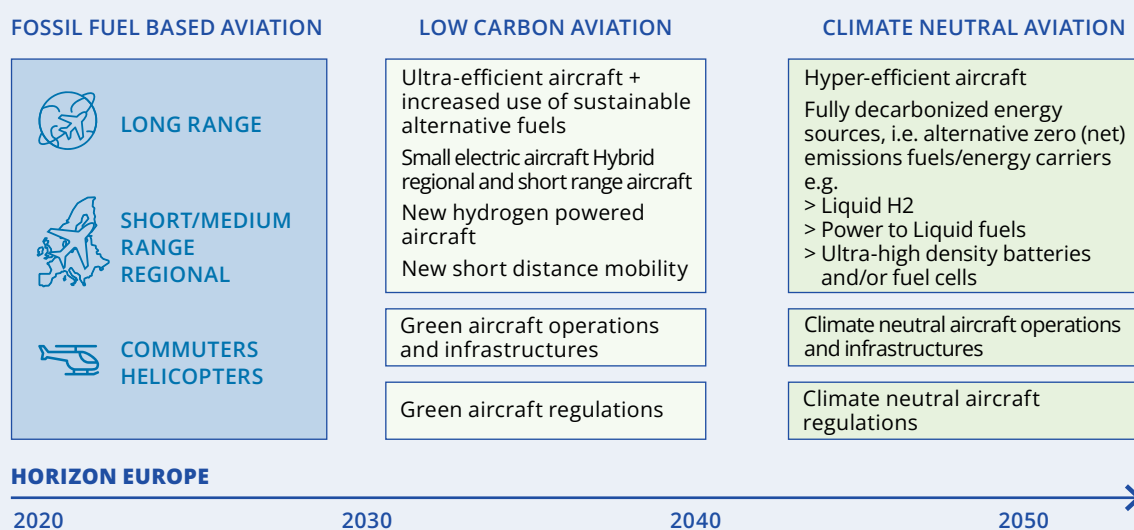 FOSSIL FUEL BASED AVIATION
LONG RANGE
SHORT/MEDIUM
RANGE
REGIONAL
COMMUTERS
HELICOPTERS
LOW CARBON AVIATION
Ultra-efficient aircraft +
increased use of sustainable
alternative fuels
Small electric aircraft Hybrid
regional and short range aircraft
New hydrogen powered
aircraft
New short distance mobility
Green aircraft operations
and infrastructures
Green aircraft regulations
CLIMATE NEUTRAL AVIATION
Hyper-efficient aircraft
Fully decarbonized energy
sources, i.e. alternative zero (net)
emissions fuels/energy carriers
e.g.
> Liquid H2
> Power to Liquid fuels
> Ultra-high density batteries
and/or fuel cells
Climate neutral aircraft operations
and infrastructures
Climate neutral aircraft
regulations
HORIZON EUROPE
2020 2030 2040 2050